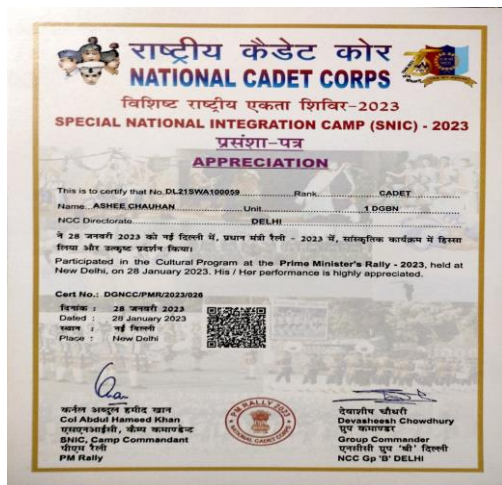 राष्ट्रीय कैडेट कोर
NATIONAL CADET CORPS
विशिष्ट राष्ट्रीय एकता शिविर-2023
SPECIAL NATIONAL INTEGRATION CAMP (SNIC) - 2023
प्रसंशा-पत्र
APPRECIATION
This is to certify that No. DL21SWA100059 Rank CADET
Name ASHEE CHAUHAN Unit 1 DGBN
NCC Directorate DELHI
ने 28 जनवरी 2023 को नई दिल्ली में, प्रधान मंत्री रैली - 2023 में, सांस्कृतिक कार्यक्रम में हिस्सा
लिया और उत्कृष्ट प्रदर्शन किया।
Participated in the Cultural Program at the Prime Minister's Rally - 2023, held at
New Delhi, on 28 January 2023. His / Her performance is highly appreciated.
Cert No.: DGNCC/PMR/2023/026
दिनांक : 28 जनवरी 2023
Dated : 28 January 2023
स्थान : नई दिल्ली
Place : New Delhi
कर्नल अब्दुल हमीद खान
Col Abdul Hameed Khan
एसएनआईसी, कैम्प कमाण्डेन्ट
SNIC, Camp Commandant
पीएम रैली
PM Rally
PM RALLY 2023
NATIONAL CADET CORPS
देवाशीष चौधरी
Devasheesh Chowdhury
ग्रुप कमाण्डर
Group Commander
एनसीसी ग्रुप 'बी' दिल्ली
NCC Gp 'B' DELHI